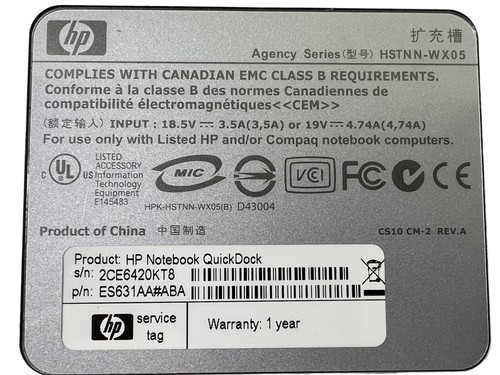 hp
扩充槽
Agency Series(型号) HSTNN-WX05
COMPLIES WITH CANADIAN EMC CLASS B REQUIREMENTS.
Conforme à la classe B des normes Canadiennes de
compatibilité électromagnétiques<<CEM>>
(额定输入) INPUT: 18.5V⎓ 3.5A(3,5A) or 19V⎓ 4.74A(4,74A)
For use only with Listed HP and/or Compaq notebook computers.
c UL US
LISTED
ACCESSORY
Information
Technology
Equipment
E145483
MIC
HPK-HSTNN-WX05(B) D43004
VCI
FC CE
Product of China 中国制造
CS10 CM-2 REV.A
Product: HP Notebook QuickDock
s/n: 2CE6420KT8
p/n: ES631AA#ABA
hp service tag
Warranty: 1 year